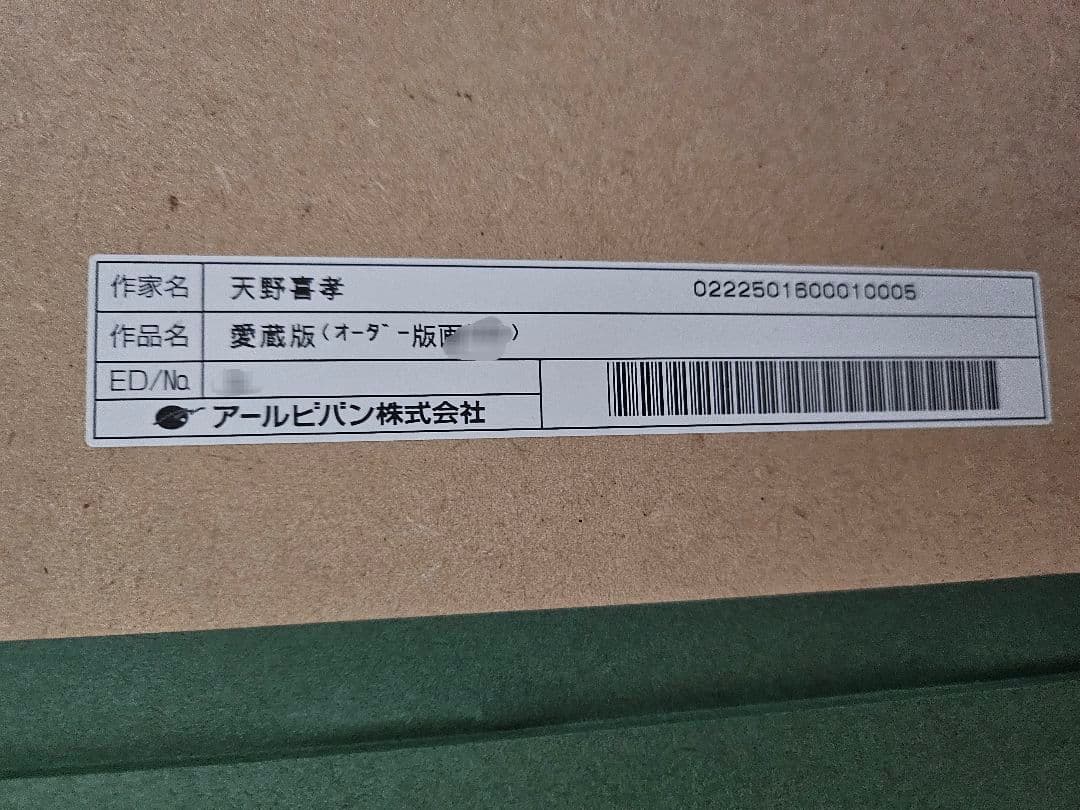 作家名 天野喜孝 0222501600010005
作品名 愛蔵版(ｵｰﾀﾞｰ版画 )
ED/No.
アールビバン株式会社